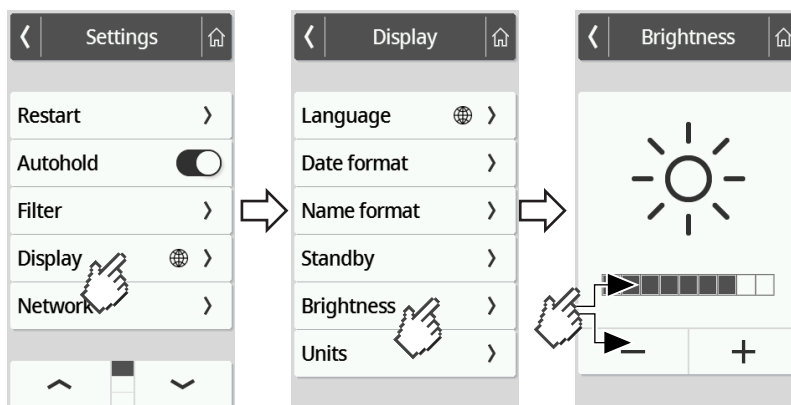 Settings
Restart
Autohold
Filter
Display
Network
Display
Language
Date format
Name format
Standby
Brightness
Units
Brightness